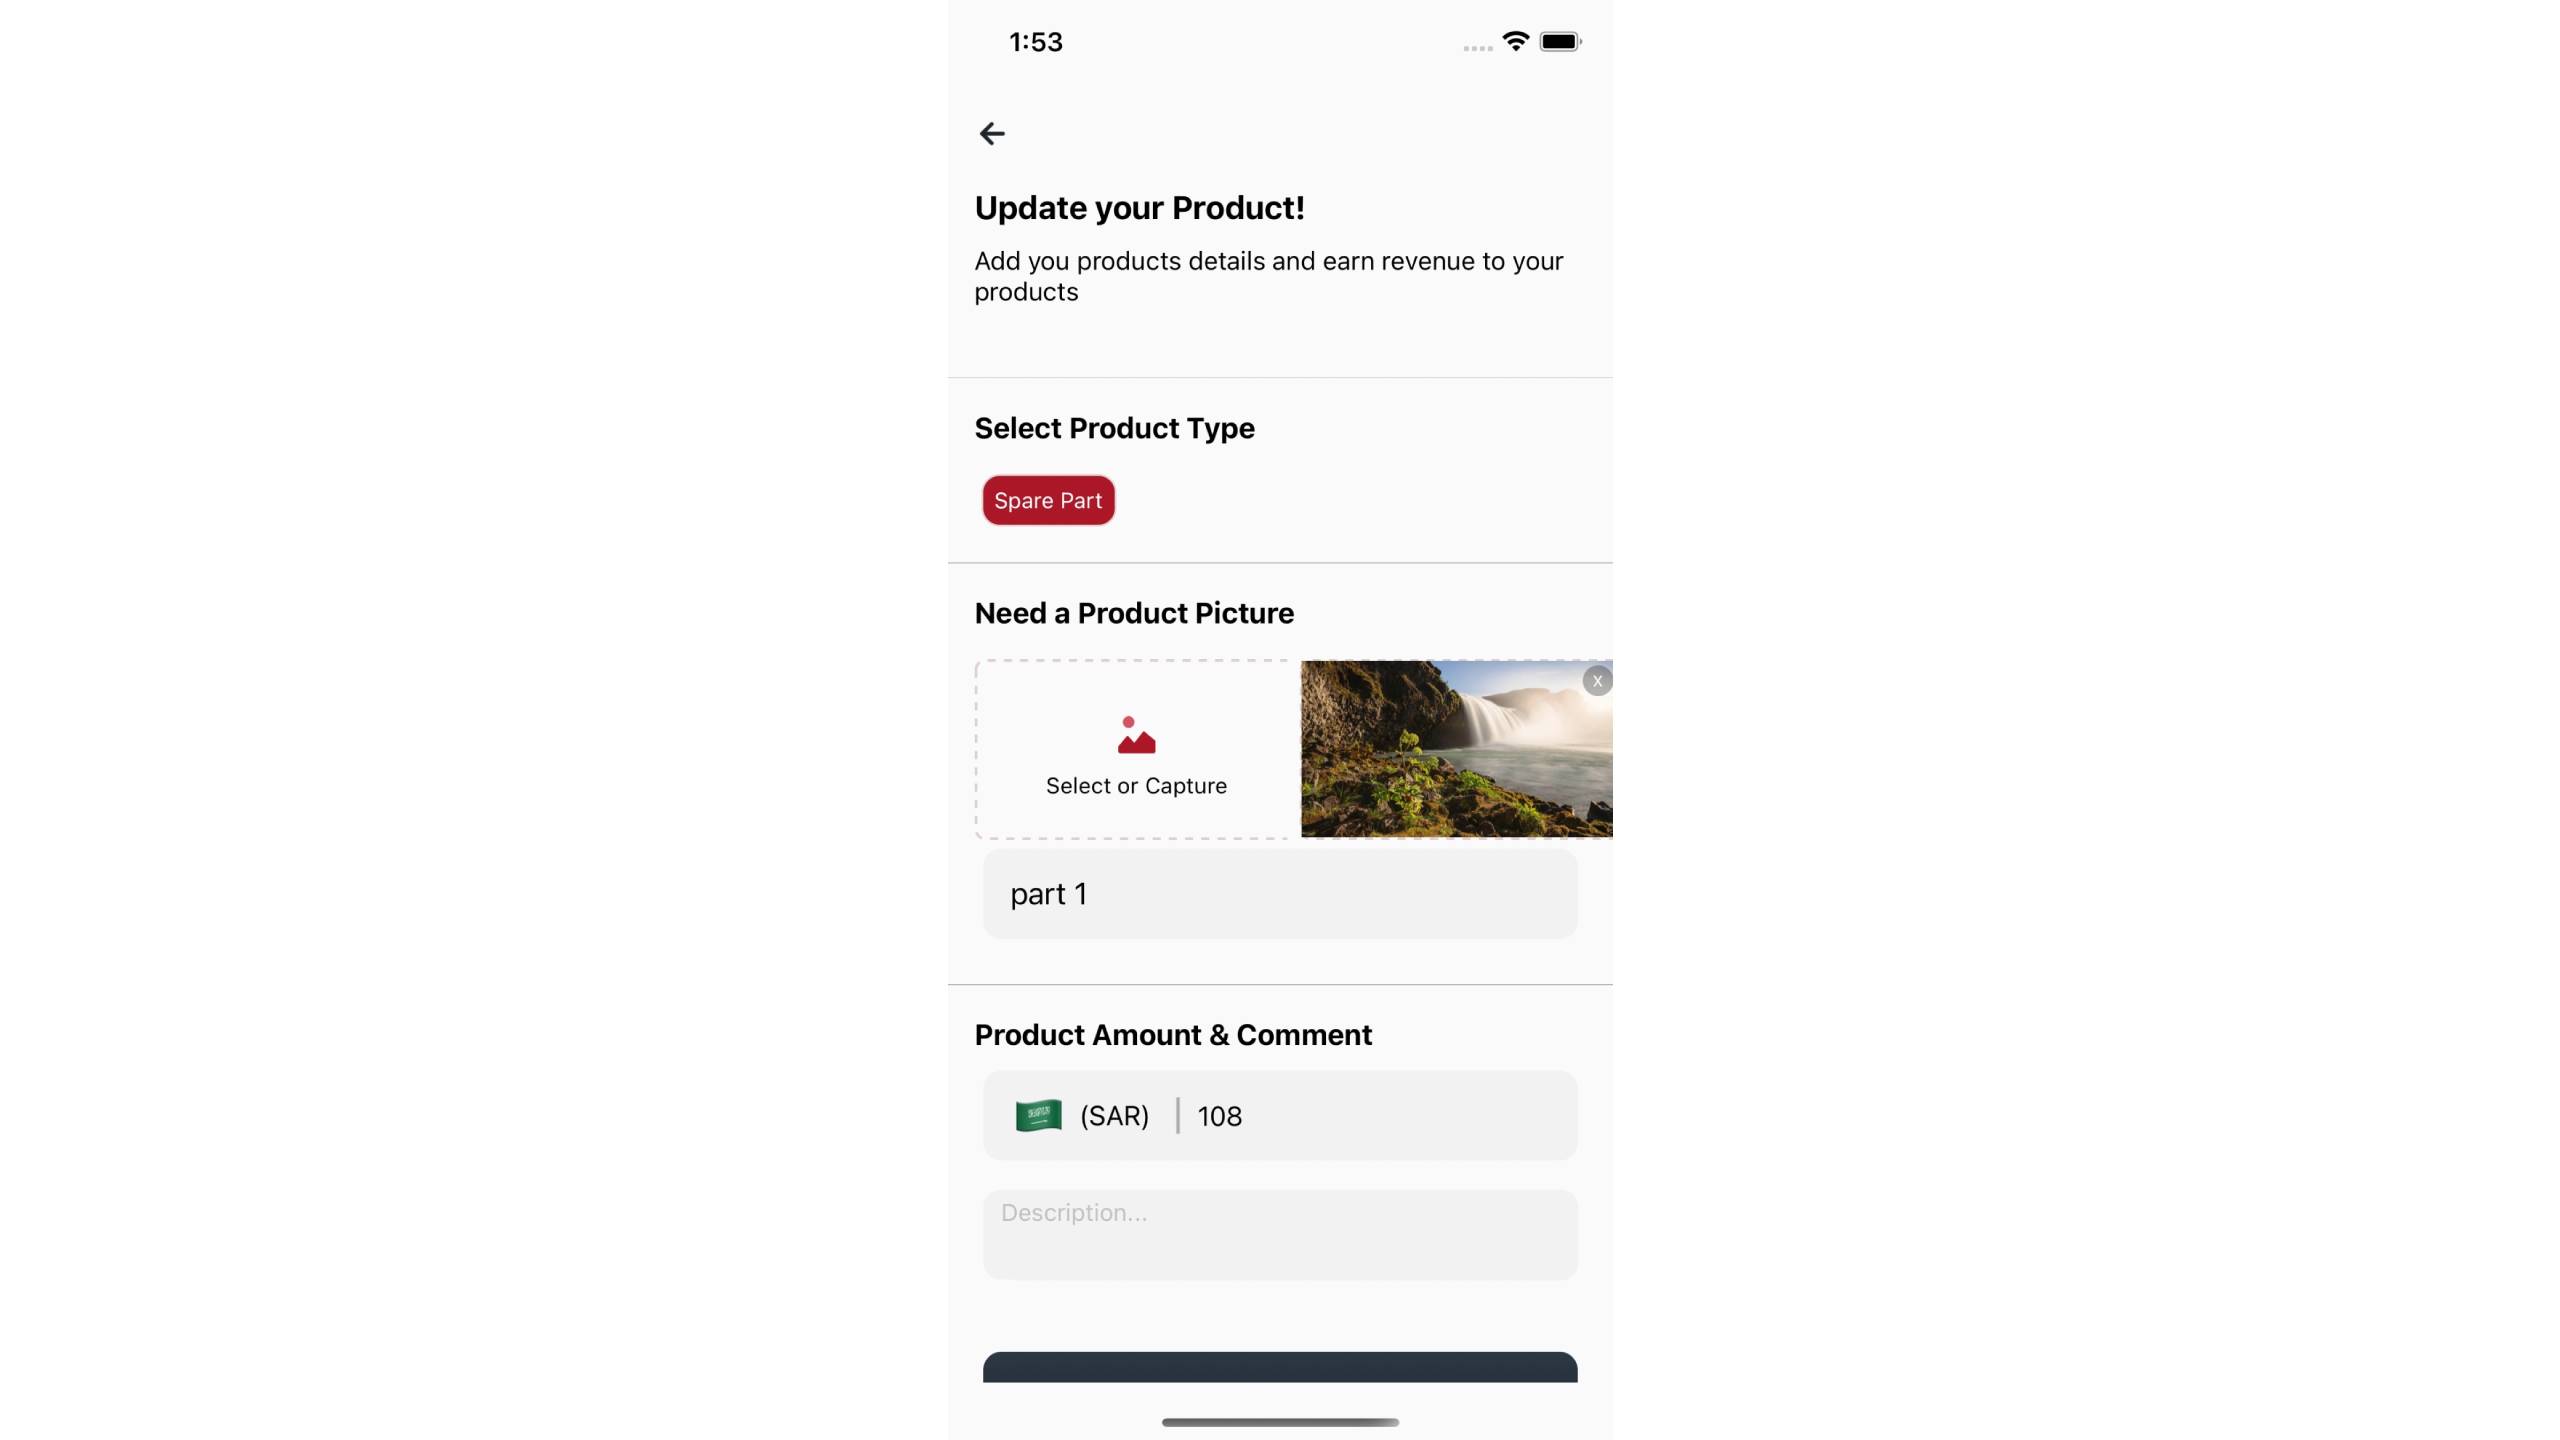 1:53
Update your Product!
Add you products details and earn revenue to your
products
Select Product Type
Spare Part
Need a Product Picture
X
Select or Capture
part 1
Product Amount & Comment
(SAR) 108
Description...